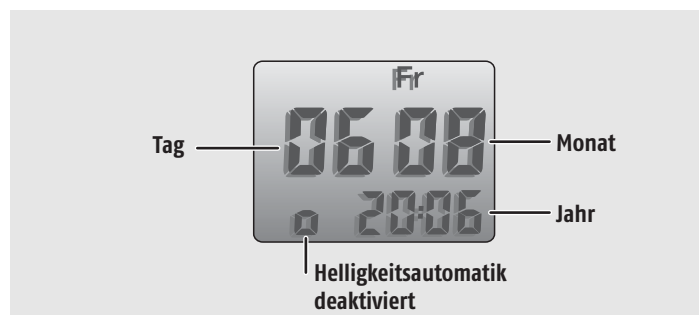 Fr
Tag 06 08 Monat
o 20:06 Jahr
Helligkeitsautomatik
deaktiviert